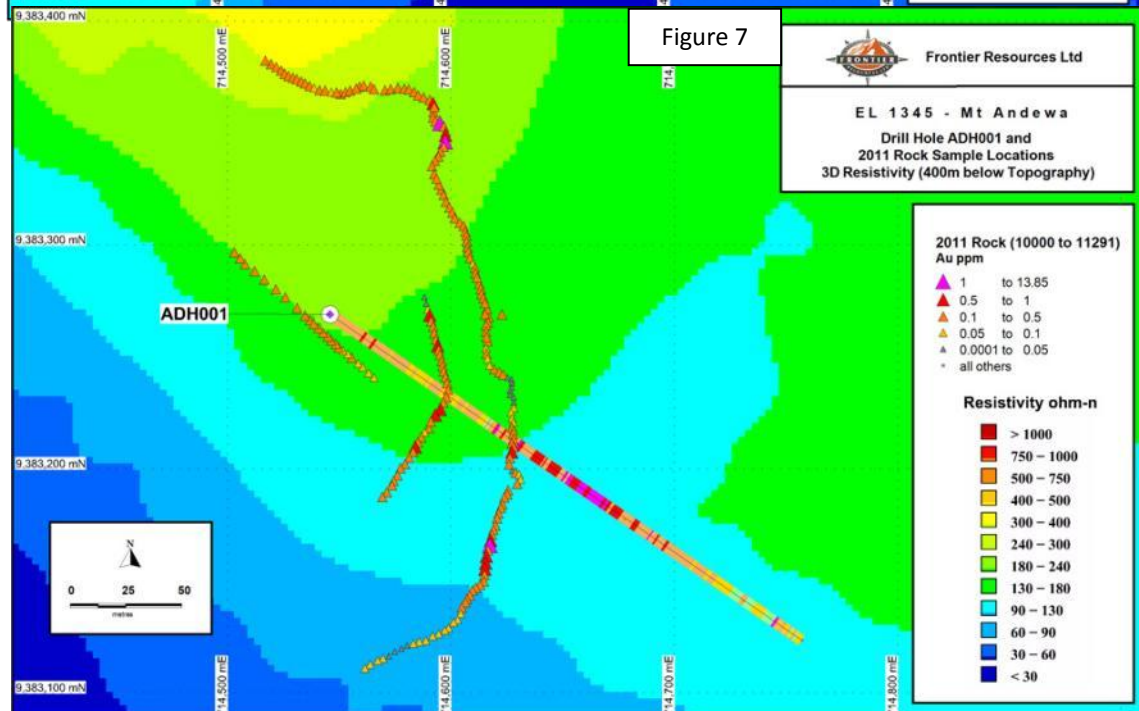 9,383,400 mN
714,500 mE
714,600 mE
714,700 mE
Figure 7
FRONTIER
Frontier Resources Ltd
EL 1345 - Mt Andewa
Drill Hole ADH001 and
2011 Rock Sample Locations
3D Resistivity (400m below Topography)
9,383,300 mN
ADH001
2011 Rock (10000 to 11291)
Au ppm
1 to 13.85
0.5 to 1
0.1 to 0.5
0.05 to 0.1
0.0001 to 0.05
all others
Resistivity ohm-n
> 1000
750 – 1000
500 – 750
400 – 500
300 – 400
240 – 300
180 – 240
130 – 180
90 – 130
60 – 90
30 – 60
< 30
9,383,200 mN
N
0 25 50
metres
9,383,100 mN
714,500 mE
714,600 mE
714,700 mE
714,800 mE